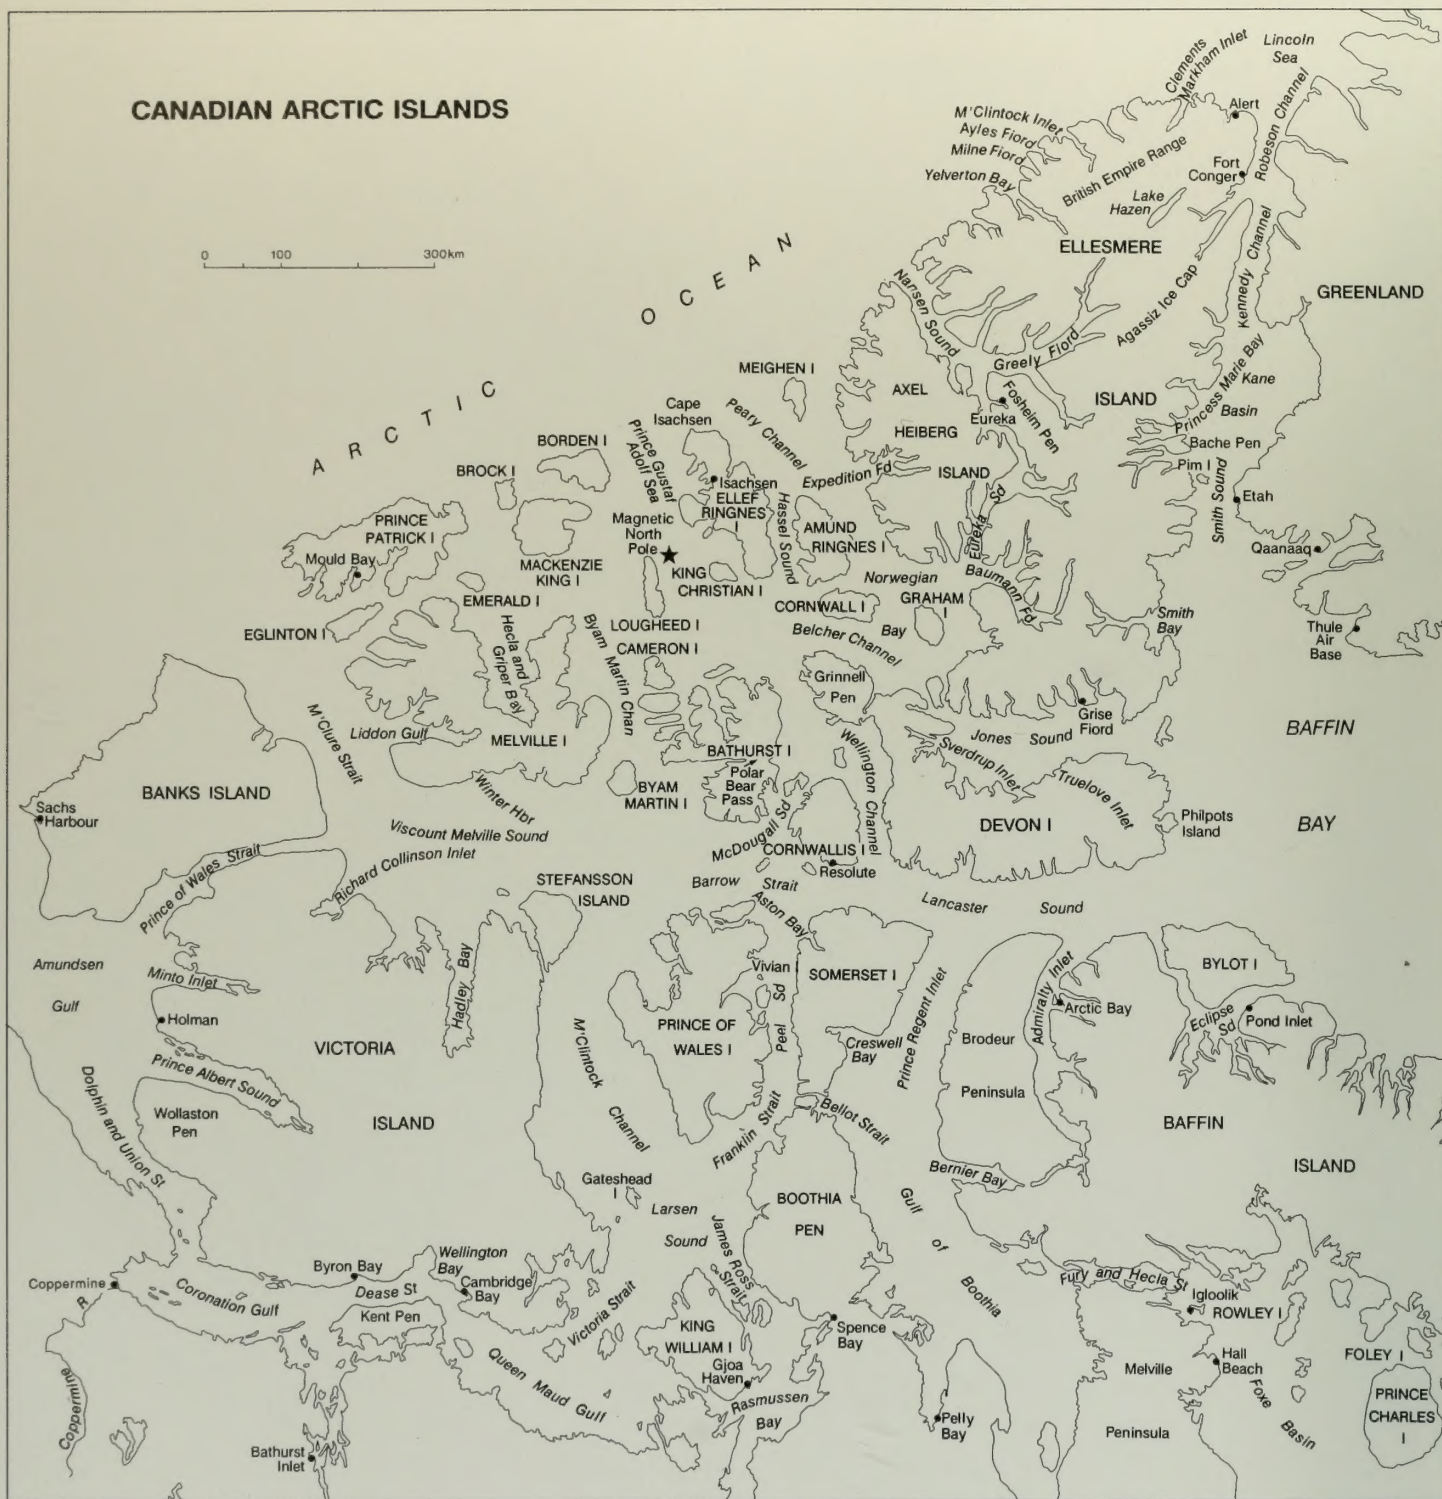 CANADIAN ARCTIC ISLANDS
0 100 300km
ARCTIC OCEAN
Lincoln
Sea
Clements
Markham Inlet
Alert
M'Clintock Inlet
Ayles Fiord
Milne Fiord
Yelverton Bay
British Empire Range
Robeson Channel
Fort
Conger
Lake
Hazen
ELLESMERE
ISLAND
Kennedy Channel
GREENLAND
Nansen Sound
Agassiz Ice Cap
Greely Fiord
Princess Marie Bay
Kane
Basin
MEIGHEN I
AXEL
HEIBERG
ISLAND
Eureka
Fosheim Pen
Bache Pen
Pim I
Smith Sound
Etah
Qaanaaq
Cape
Isachsen
Peary Channel
Prince Gustaf
Adolf Sea
BORDEN I
BROCK I
Isachsen
ELLEF
RINGNES
I
Hassel Sound
Expedition Fd
AMUND
RINGNES I
Eureka Sd
PRINCE
PATRICK I
Mould Bay
MACKENZIE
KING I
Magnetic
North
Pole
KING
CHRISTIAN I
Norwegian
Bay
Baumann Fd
CORNWALL I
GRAHAM
I
Smith
Bay
Thule
Air
Base
EMERALD I
EGLINTON I
Hecla and
Griper Bay
Byam Martin Chan
LOUGHEED I
CAMERON I
Belcher Channel
Grinnell
Pen
Grise
Fiord
Jones Sound
BAFFIN
BAY
M'Clure Strait
Liddon Gulf
MELVILLE I
BATHURST I
Polar
Bear
Pass
Wellington Channel
Sverdrup Inlet
Truelove Inlet
Philpots
Island
DEVON I
BANKS ISLAND
Sachs
Harbour
Winter Hbr
BYAM
MARTIN I
Viscount Melville Sound
McDougall Sd
CORNWALLIS I
Resolute
Prince of Wales Strait
Richard Collinson Inlet
STEFANSSON
ISLAND
Barrow Strait
Aston Bay
Lancaster Sound
Amundsen
Gulf
Minto Inlet
Hadley Bay
Vivian I
SOMERSET I
Peel Sd
Prince Regent Inlet
Admiralty Inlet
Arctic Bay
BYLOT I
Eclipse
Sd
Pond Inlet
Holman
VICTORIA
ISLAND
M'Clintock Channel
PRINCE OF
WALES I
Creswell
Bay
Brodeur
Peninsula
Dolphin and Union St
Prince Albert Sound
Wollaston
Pen
Franklin Strait
Bellot Strait
BAFFIN
ISLAND
Gateshead
I
Larsen
Sound
BOOTHIA
PEN
Bernier Bay
Gulf of Boothia
James Ross
Strait
Byron Bay
Wellington
Bay
Cambridge
Bay
Coppermine
Coronation Gulf
Dease St
Kent Pen
Victoria Strait
KING
WILLIAM I
Gjoa
Haven
Spence
Bay
Fury and Hecla St
Igloolik
ROWLEY I
Hall
Beach
Melville
Peninsula
FOLEY I
Foxe Basin
PRINCE
CHARLES
I
Queen Maud Gulf
Rasmussen
Bay
Pelly
Bay
Coppermine R
Bathurst
Inlet